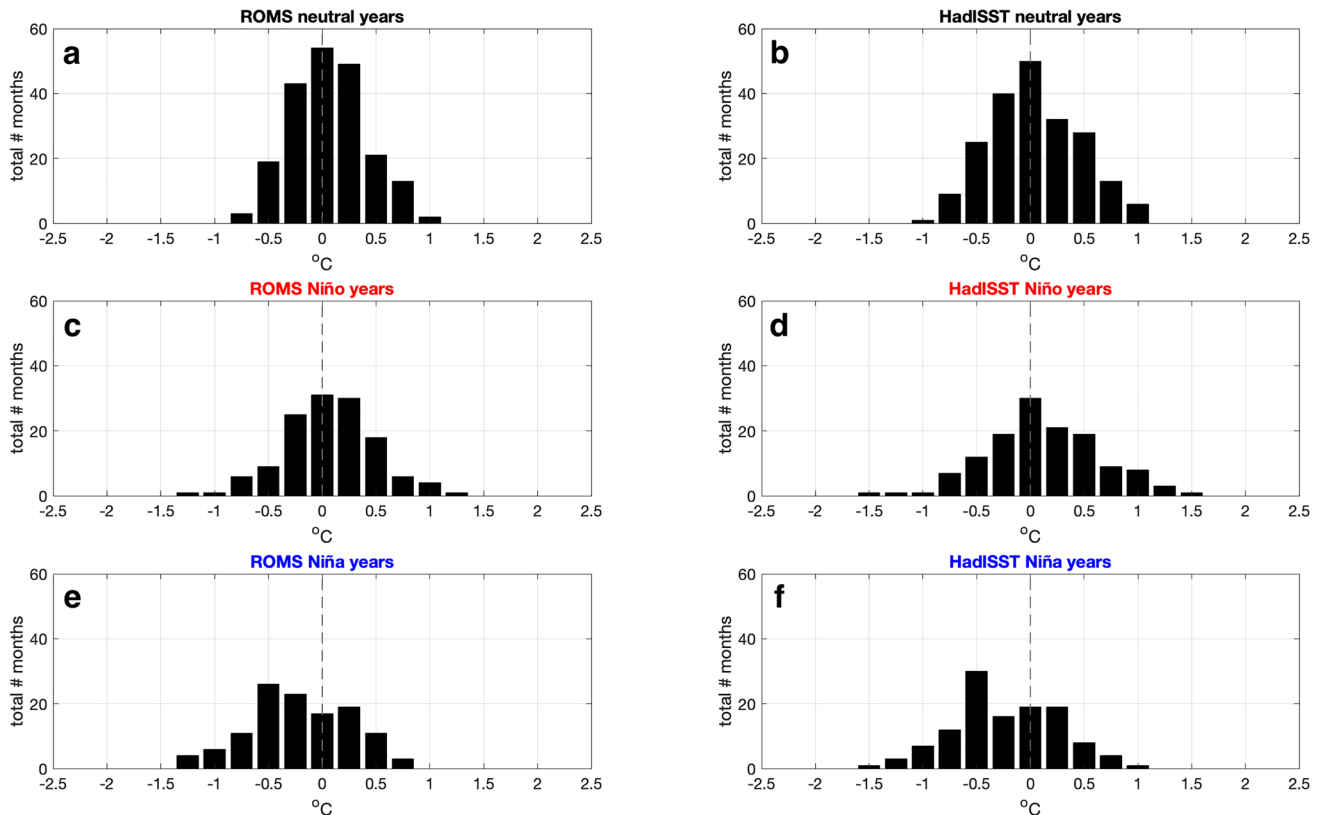 ROMS neutral years
a
total # months
60
40
20
0
-2.5 -2 -1.5 -1 -0.5 0 0.5 1 1.5 2 2.5
°C
HadISST neutral years
b
total # months
60
40
20
0
-2.5 -2 -1.5 -1 -0.5 0 0.5 1 1.5 2 2.5
°C
ROMS Niño years
c
total # months
60
40
20
0
-2.5 -2 -1.5 -1 -0.5 0 0.5 1 1.5 2 2.5
°C
HadISST Niño years
d
total # months
60
40
20
0
-2.5 -2 -1.5 -1 -0.5 0 0.5 1 1.5 2 2.5
°C
ROMS Niña years
e
total # months
60
40
20
0
-2.5 -2 -1.5 -1 -0.5 0 0.5 1 1.5 2 2.5
°C
HadISST Niña years
f
total # months
60
40
20
0
-2.5 -2 -1.5 -1 -0.5 0 0.5 1 1.5 2 2.5
°C